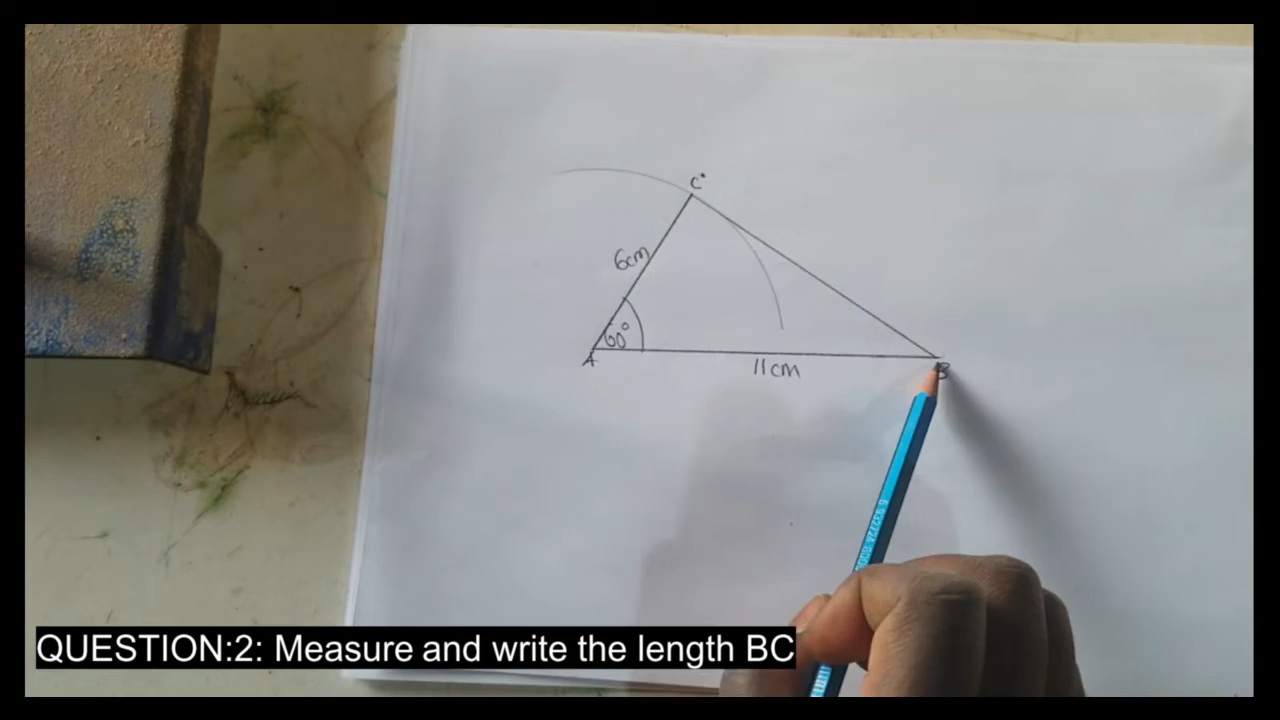 C
6cm
60°
A
11cm
B
QUESTION:2: Measure and write the length BC